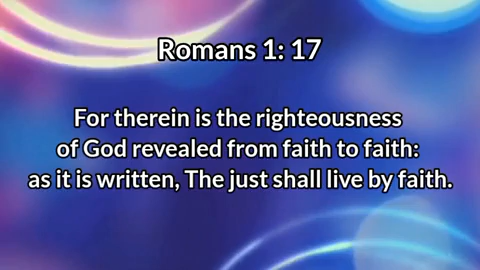 Romans 1: 17
For therein is the righteousness
of God revealed from faith to faith:
as it is written, The just shall live by faith.